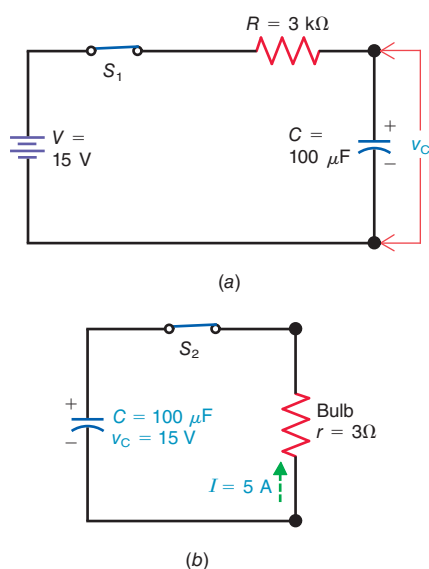 R = 3 kΩ
S₁
V =
15 V
C =
100 μF
+
−
vC
(a)
S₂
+
−
C = 100 μF
vC = 15 V
Bulb
r = 3Ω
I = 5 A
(b)